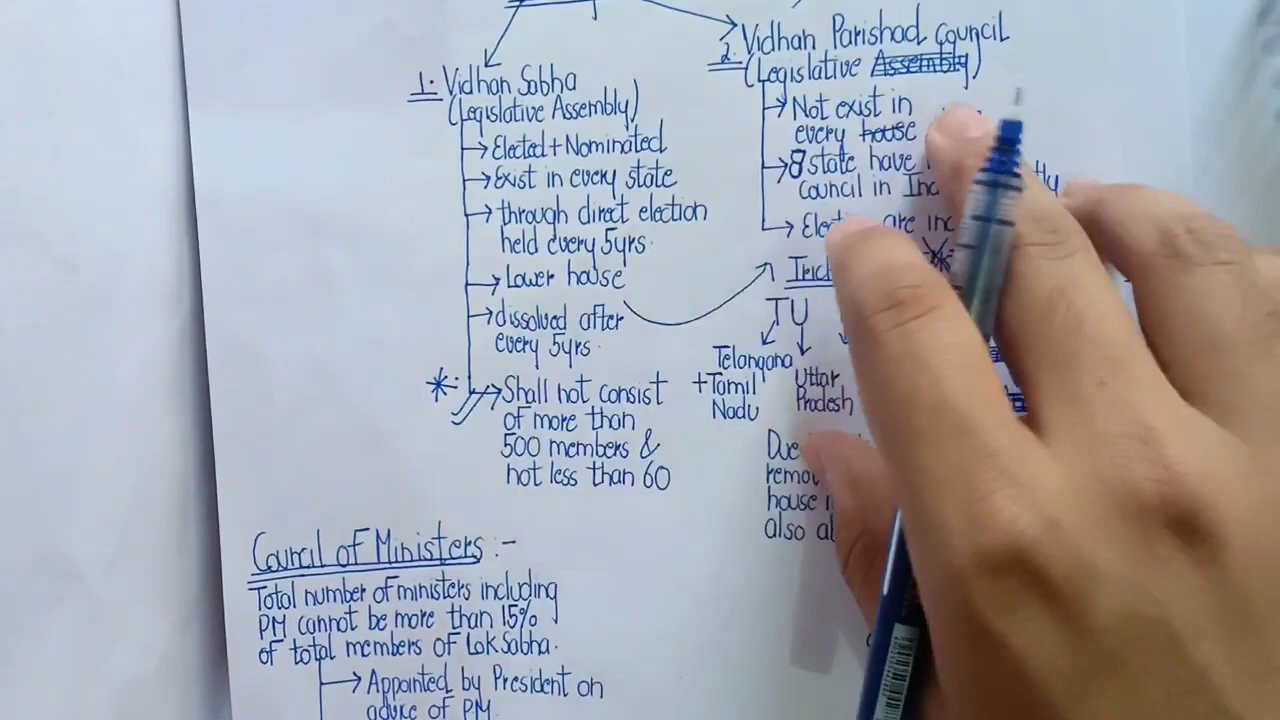 1. Vidhan Sabha
(Legislative Assembly)
Elected + Nominated
Exist in every state
through direct election
held every 5yrs.
Lower house
dissolved after
every 5yrs.
Shall not consist
of more than
500 members &
not less than 60
2. Vidhan Parishad Council
(Legislative Assembly)
Not exist in
every house
8 state have
council in
are
TU
Telangana
+Tamil
Nadu
Uttar
Pradesh
Due
house
also
Council of Ministers :-
Total number of ministers including
PM cannot be more than 15%
of total members of Lok Sabha.
Appointed by President on
advice of PM.